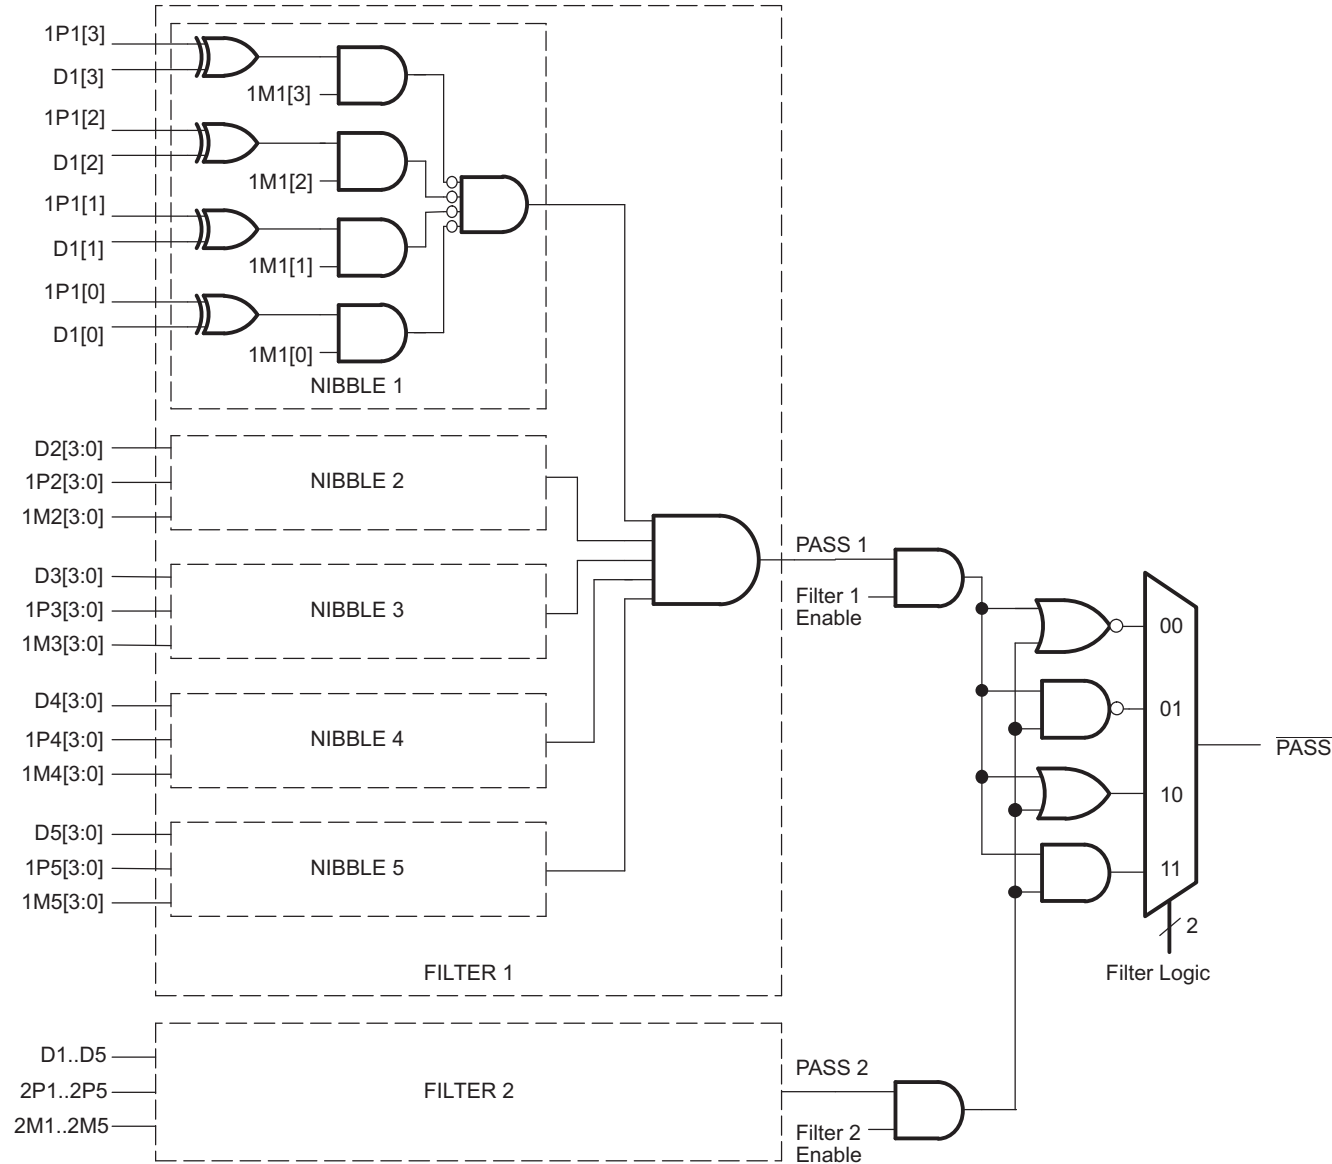 1P1[3]
D1[3]
1M1[3]
1P1[2]
D1[2]
1M1[2]
1P1[1]
D1[1]
1M1[1]
1P1[0]
D1[0]
1M1[0]
NIBBLE 1
D2[3:0]
1P2[3:0]
1M2[3:0]
NIBBLE 2
D3[3:0]
1P3[3:0]
1M3[3:0]
NIBBLE 3
D4[3:0]
1P4[3:0]
1M4[3:0]
NIBBLE 4
D5[3:0]
1P5[3:0]
1M5[3:0]
NIBBLE 5
FILTER 1
PASS 1
Filter 1
Enable
00
01
10
11
PASS
2
Filter Logic
D1..D5
2P1..2P5
2M1..2M5
FILTER 2
PASS 2
Filter 2
Enable